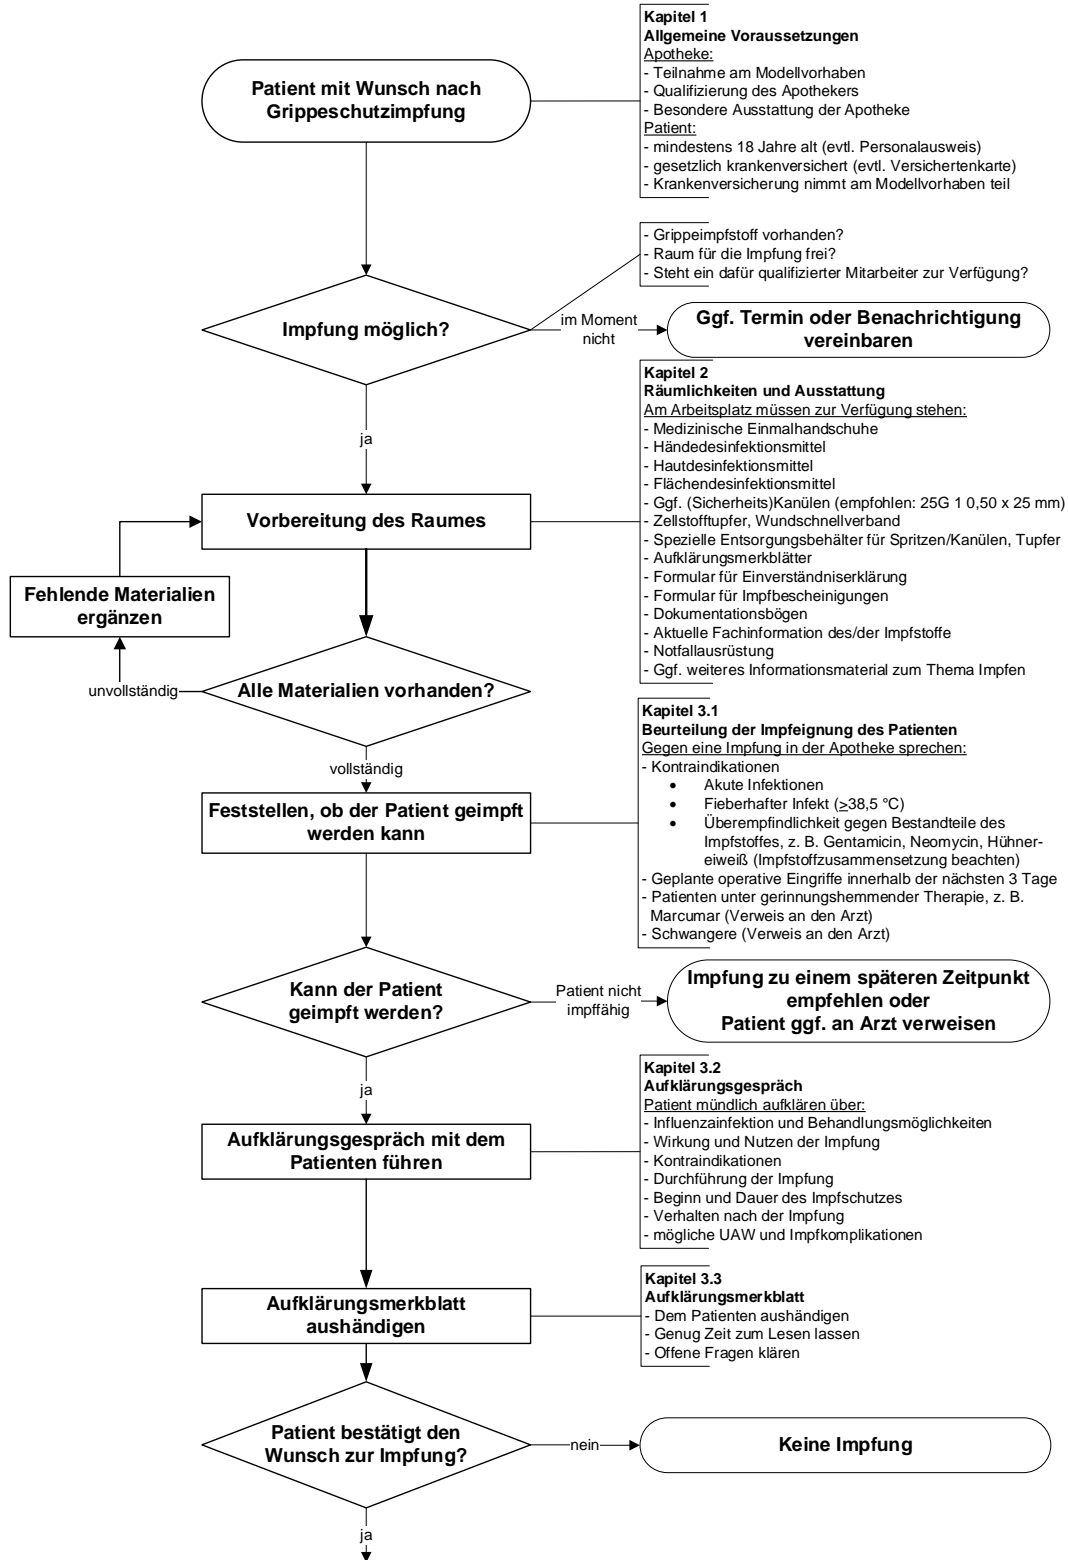 Kapitel 1
Allgemeine Voraussetzungen
Apotheke:
- Teilnahme am Modellvorhaben
- Qualifizierung des Apothekers
- Besondere Ausstattung der Apotheke
Patient:
- mindestens 18 Jahre alt (evtl. Personalausweis)
- gesetzlich krankenversichert (evtl. Versichertenkarte)
- Krankenversicherung nimmt am Modellvorhaben teil
Patient mit Wunsch nach
Grippeschutzimpfung
- Grippeimpfstoff vorhanden?
- Raum für die Impfung frei?
- Steht ein dafür qualifizierter Mitarbeiter zur Verfügung?
Impfung möglich?
im Moment
nicht
Ggf. Termin oder Benachrichtigung
vereinbaren
ja
Kapitel 2
Räumlichkeiten und Ausstattung
Am Arbeitsplatz müssen zur Verfügung stehen:
- Medizinische Einmalhandschuhe
- Händedesinfektionsmittel
- Hautdesinfektionsmittel
- Flächendesinfektionsmittel
- Ggf. (Sicherheits)Kanülen (empfohlen: 25G 1 0,50 x 25 mm)
- Zellstofftupfer, Wundschnellverband
- Spezielle Entsorgungsbehälter für Spritzen/Kanülen, Tupfer
- Aufklärungsmerkblätter
- Formular für Einverständniserklärung
- Formular für Impfbescheinigungen
- Dokumentationsbögen
- Aktuelle Fachinformation des/der Impfstoffe
- Notfallausrüstung
- Ggf. weiteres Informationsmaterial zum Thema Impfen
Vorbereitung des Raumes
Fehlende Materialien
ergänzen
unvollständig
Alle Materialien vorhanden?
vollständig
Kapitel 3.1
Beurteilung der Impfeignung des Patienten
Gegen eine Impfung in der Apotheke sprechen:
- Kontraindikationen
• Akute Infektionen
• Fieberhafter Infekt (≥38,5 °C)
• Überempfindlichkeit gegen Bestandteile des
Impfstoffes, z. B. Gentamicin, Neomycin, Hühner-
eiweiß (Impfstoffzusammensetzung beachten)
- Geplante operative Eingriffe innerhalb der nächsten 3 Tage
- Patienten unter gerinnungshemmender Therapie, z. B.
Marcumar (Verweis an den Arzt)
- Schwangere (Verweis an den Arzt)
Feststellen, ob der Patient geimpft
werden kann
Kann der Patient
geimpft werden?
Patient nicht
impffähig
Impfung zu einem späteren Zeitpunkt
empfehlen oder
Patient ggf. an Arzt verweisen
ja
Kapitel 3.2
Aufklärungsgespräch
Patient mündlich aufklären über:
- Influenzainfektion und Behandlungsmöglichkeiten
- Wirkung und Nutzen der Impfung
- Kontraindikationen
- Durchführung der Impfung
- Beginn und Dauer des Impfschutzes
- Verhalten nach der Impfung
- mögliche UAW und Impfkomplikationen
Aufklärungsgespräch mit dem
Patienten führen
Kapitel 3.3
Aufklärungsmerkblatt
- Dem Patienten aushändigen
- Genug Zeit zum Lesen lassen
- Offene Fragen klären
Aufklärungsmerkblatt
aushändigen
Patient bestätigt den
Wunsch zur Impfung?
nein
Keine Impfung
ja